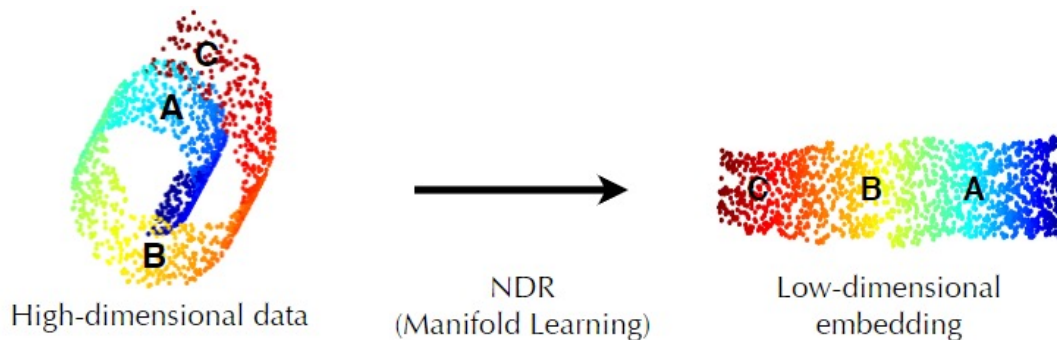 C
A
B
High-dimensional data
NDR
(Manifold Learning)
C B A
Low-dimensional
embedding